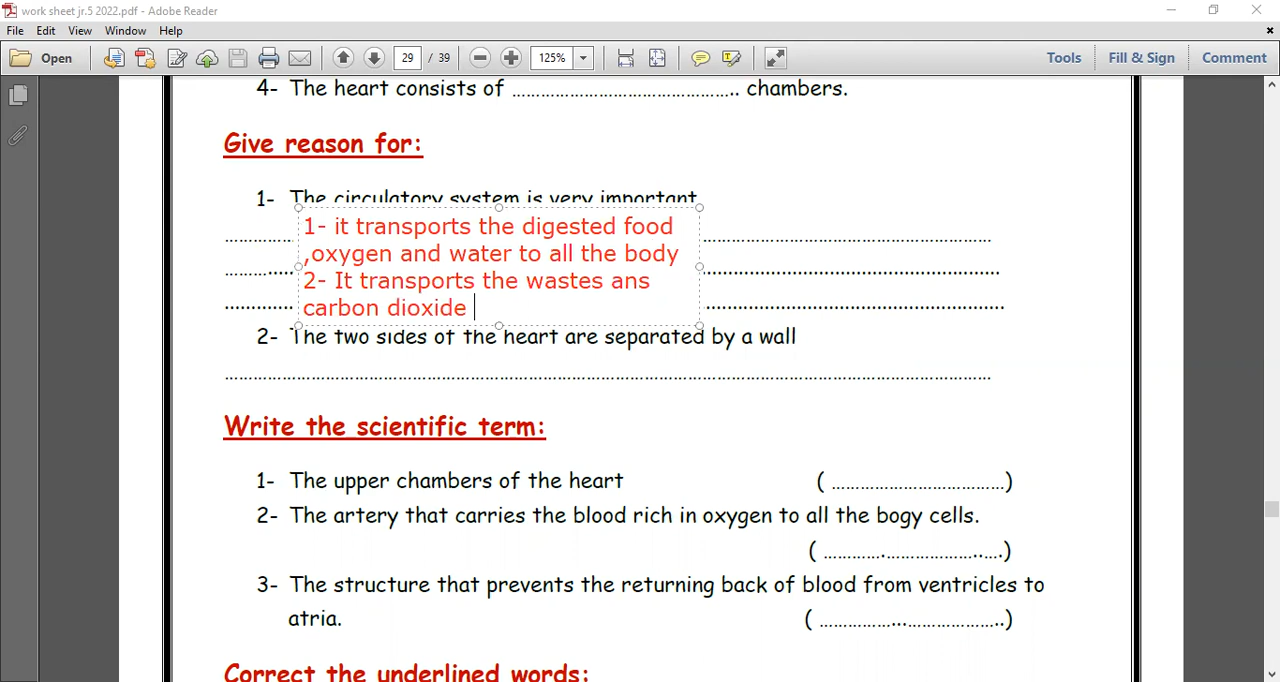 work sheet jr.5 2022.pdf - Adobe Reader
File Edit View Window Help
Open 29 / 39 125% Tools Fill & Sign Comment
4- The heart consists of ………………………………………….. chambers.
Give reason for:
1- The circulatory system is very important
1- it transports the digested food
,oxygen and water to all the body
2- It transports the wastes ans
carbon dioxide
2- The two sides of the heart are separated by a wall
……………………………………………………………………………………………………………………………
Write the scientific term:
1- The upper chambers of the heart ( ………………………………)
2- The artery that carries the blood rich in oxygen to all the bogy cells.
( ………….………………..….)
3- The structure that prevents the returning back of blood from ventricles to
atria. ( ……………...………………..)
Correct the underlined words: